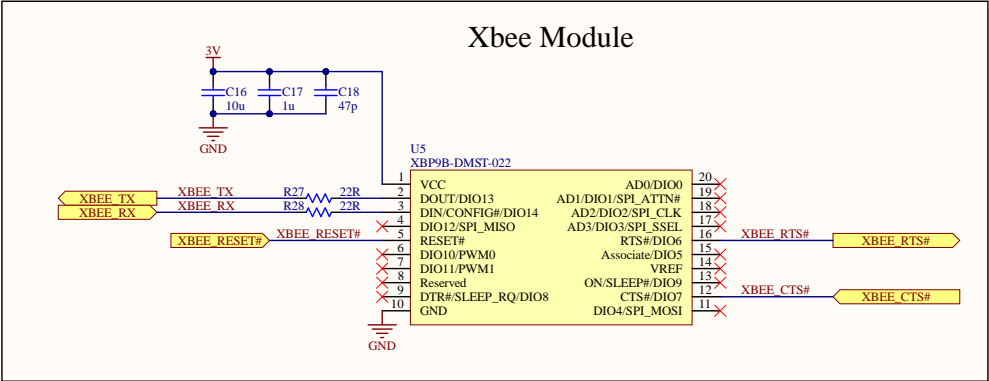 Xbee Module
3V
C16
10u
C17
1u
C18
47p
GND
U5
XBP9B-DMST-022
1 VCC AD0/DIO0 20
XBEE_TX XBEE_TX R27 22R 2 DOUT/DIO13 AD1/DIO1/SPI_ATTN# 19
XBEE_RX XBEE_RX R28 22R 3 DIN/CONFIG#/DIO14 AD2/DIO2/SPI_CLK 18
4 DIO12/SPI_MISO AD3/DIO3/SPI_SSEL 17
XBEE_RESET# XBEE_RESET# 5 RESET# RTS#/DIO6 16 XBEE_RTS# XBEE_RTS#
6 DIO10/PWM0 Associate/DIO5 15
7 DIO11/PWM1 VREF 14
8 Reserved ON/SLEEP#/DIO9 13
9 DTR#/SLEEP_RQ/DIO8 CTS#/DIO7 12 XBEE_CTS# XBEE_CTS#
10 GND DIO4/SPI_MOSI 11
GND